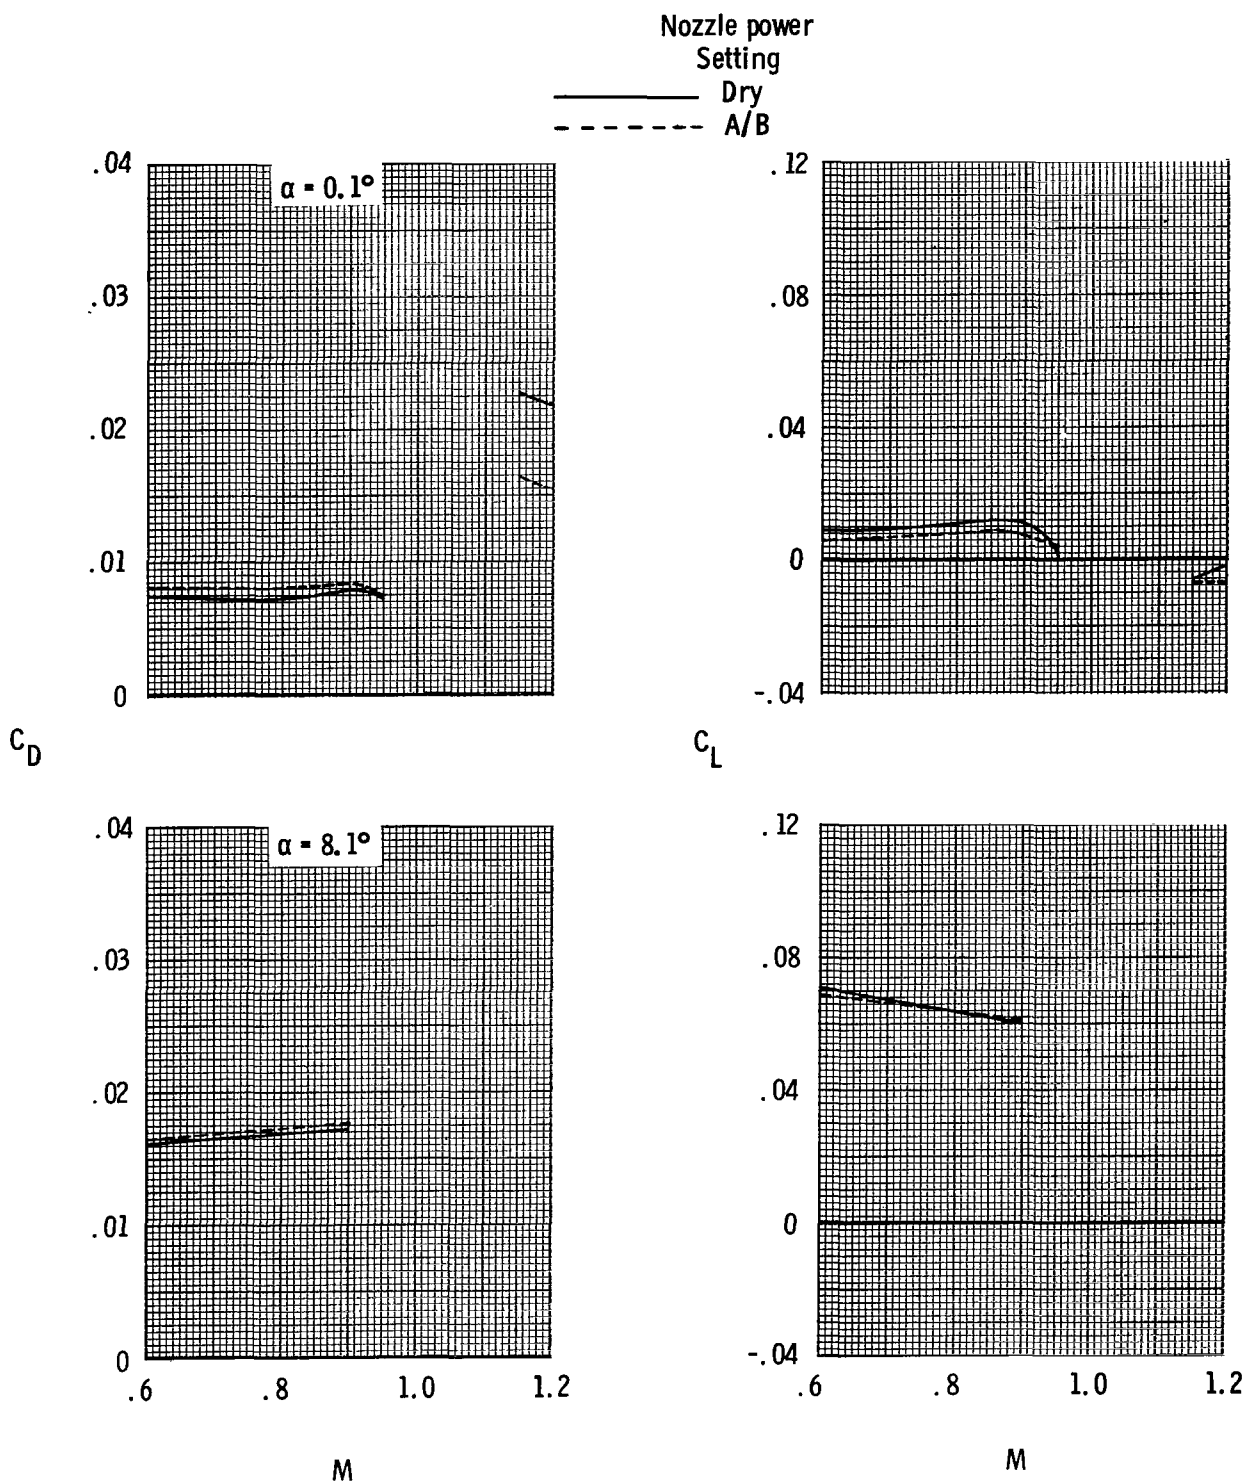 Nozzle power
Setting
Dry
A/B
.04
α = 0.1°
.03
.02
.01
0
C_D
.12
.08
.04
0
-.04
C_L
.04
α = 8.1°
.03
.02
.01
0
.6 .8 1.0 1.2
M
.12
.08
.04
0
-.04
.6 .8 1.0 1.2
M